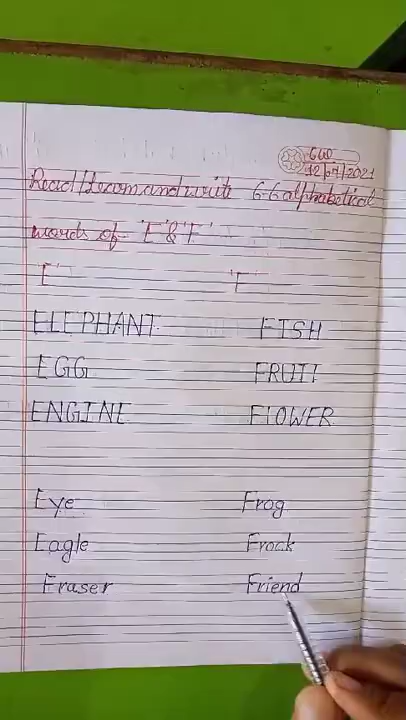 GW
12/07/2021
Read/learn and write 6-6 alphabetical
words of 'E' & 'F'
'E' 'F'
ELEPHANT FISH
EGG FRUIT
ENGINE FLOWER
Eye Frog
Eagle Frock
Eraser Friend